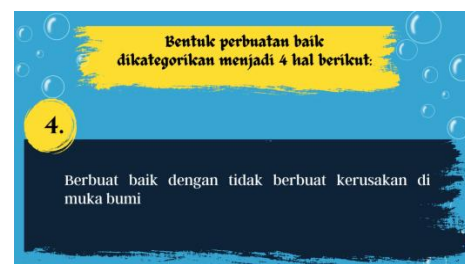 Bentuk perbuatan baik
dikategorikan menjadi 4 hal berikut:
4.
Berbuat baik dengan tidak berbuat kerusakan di
muka bumi